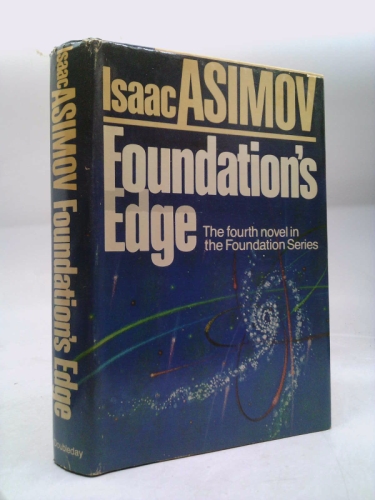 Isaac ASIMOV Foundation's Edge
Doubleday
Isaac ASIMOV
Foundation's
Edge
The fourth novel in
the Foundation Series